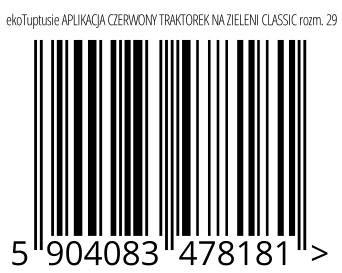 ekoTuptusie APLIKACJA CZERWONY TRAKTOREK NA ZIELENI CLASSIC rozm. 29
5 904083 478181 >